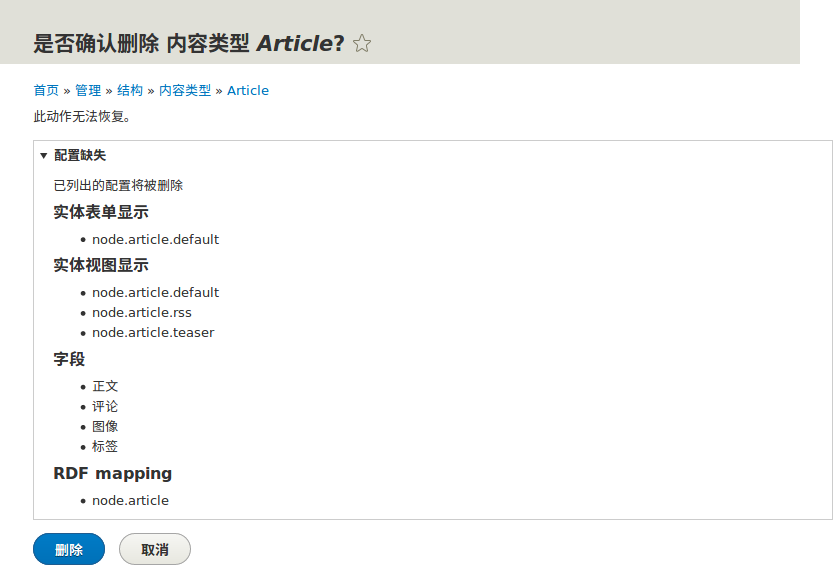 是否确认删除 内容类型 Article?
首页 » 管理 » 结构 » 内容类型 » Article
此动作无法恢复。
配置缺失
已列出的配置将被删除
实体表单显示
node.article.default
实体视图显示
node.article.default
node.article.rss
node.article.teaser
字段
正文
评论
图像
标签
RDF mapping
node.article
删除 取消